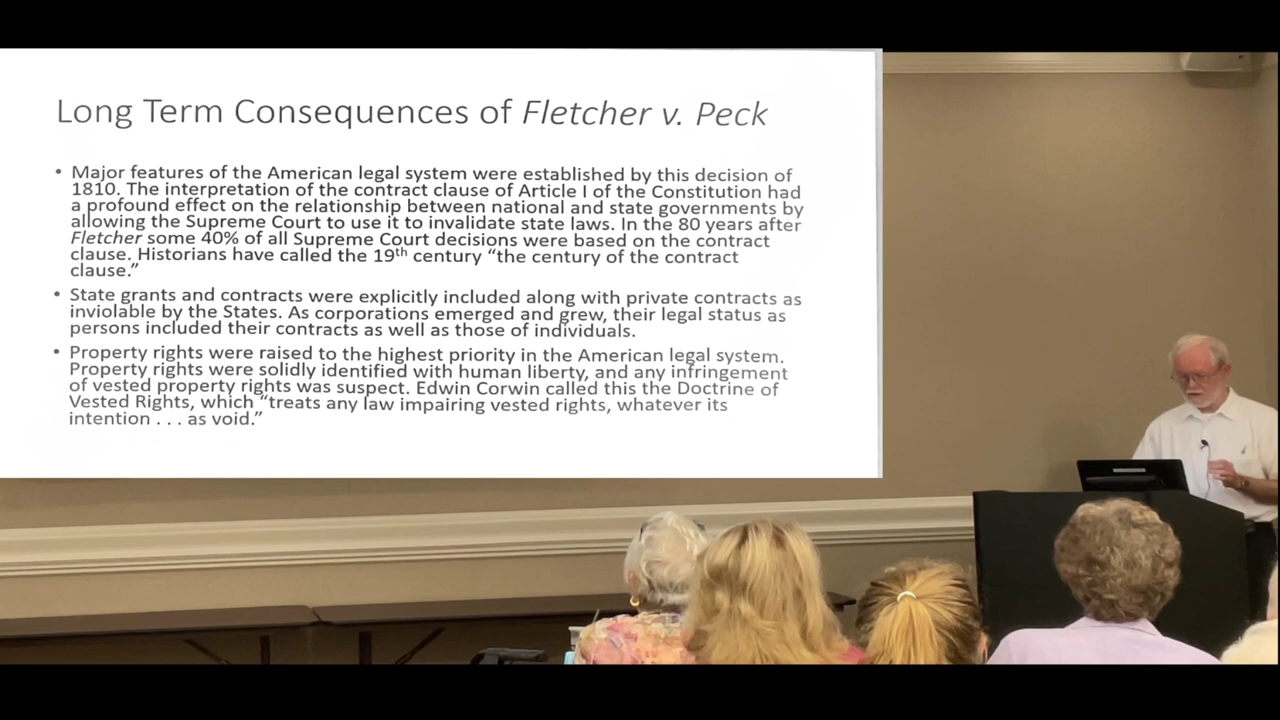 Long Term Consequences of Fletcher v. Peck
• Major features of the American legal system were established by this decision of
1810. The interpretation of the contract clause of Article I of the Constitution had
a profound effect on the relationship between national and state governments by
allowing the Supreme Court to use it to invalidate state laws. In the 80 years after
Fletcher some 40% of all Supreme Court decisions were based on the contract
clause. Historians have called the 19th century “the century of the contract
clause.”
• State grants and contracts were explicitly included along with private contracts as
inviolable by the States. As corporations emerged and grew, their legal status as
persons included their contracts as well as those of individuals.
• Property rights were raised to the highest priority in the American legal system.
Property rights were solidly identified with human liberty, and any infringement
of vested property rights was suspect. Edwin Corwin called this the Doctrine of
Vested Rights, which “treats any law impairing vested rights, whatever its
intention . . . as void.”